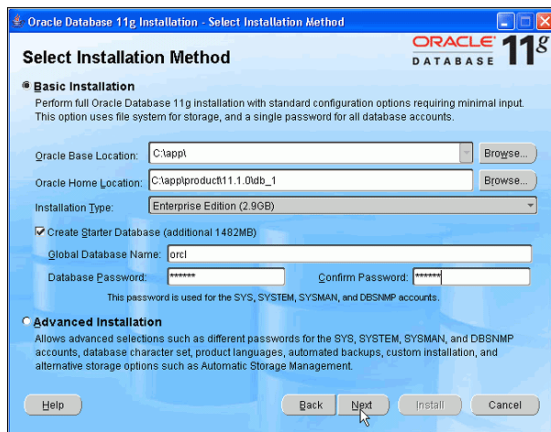 Oracle Database 11g Installation - Select Installation Method
Select Installation Method
ORACLE
DATABASE 11g
Basic Installation
Perform full Oracle Database 11g installation with standard configuration options requiring minimal input.
This option uses file system for storage, and a single password for all database accounts.
Oracle Base Location: C:\app\ Browse...
Oracle Home Location: C:\app\product\11.1.0\db_1 Browse...
Installation Type: Enterprise Edition (2.9GB)
Create Starter Database (additional 1482MB)
Global Database Name: orcl
Database Password: ****** Confirm Password: ******
This password is used for the SYS, SYSTEM, SYSMAN, and DBSNMP accounts.
Advanced Installation
Allows advanced selections such as different passwords for the SYS, SYSTEM, SYSMAN, and DBSNMP
accounts, database character set, product languages, automated backups, custom installation, and
alternative storage options such as Automatic Storage Management.
Help Back Next Install Cancel